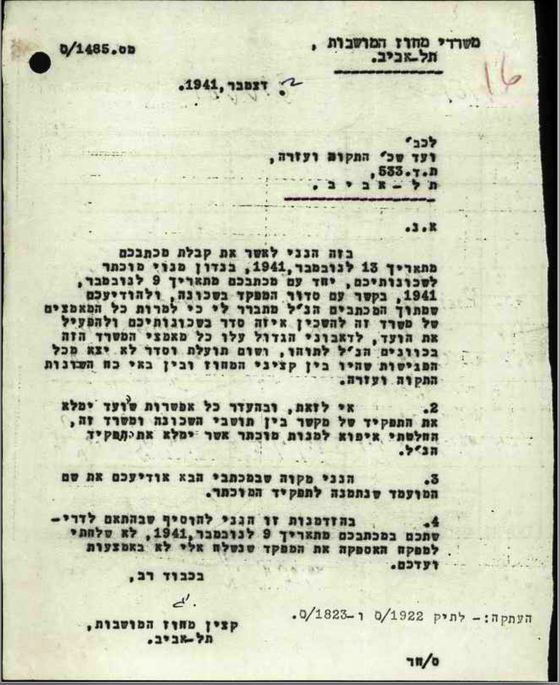 משרדי מחוז המושבות,
תל-אביב.
מס. 1485/ס
16
2. דצמבר, 1941.
לכב'
ועד שכ' התקוה ועזרה,
ת.ד. 533,
תל-אביב.
א.נ.
בזה הנני לאשר את קבלת מכתבכם
מתאריך 13 לנובמבר, 1941, בנדון מנוי מוכתר
לשכונותיכם, יחד עם מכתבכם מתאריך 9 לנובמבר,
1941, בקשר עם סדור המפקד בשכונה, ולהודיעכם
שמתוך המכתבים הנ"ל מתברר לי כי למרות כל המאמצים
של משרד זה להשכין איזה סדר בשכונותיכם ולהפעיל
את הועד, לדאבוני הגדול עלו כל מאמצי המשרד הזה
בכוונים הנ"ל לתוהו, ושום תועלת וסדר לא יצא מכל
הפגישות שהיו בין קציני המחוז ובין באי כח השונות
התקוה ועזרה.
2. אי לזאת, ובהעדר כל אפשרות שועד ימלא
את התפקיד של מקשר בין תושבי השכונה ומשרד זה,
החלטתי איפוא למנות מוכתר אשר ימלא את תפקיד
הנ"ל.
3. הנני מקוה שבמכתבי הבא אודיעכם את שם
המועמד שנתמנה לתפקיד המוכתר.
4. בהזדמנות זו הנני להוסיף שבהתאם לדרי-
שתכם במכתבכם מתאריך 9 לנובמבר, 1941, לא שלחתי
למפקח האספקה את המפקד שנשלח אלי לא באמצעות
ועדכם.
בכבוד רב,
קצין מחוז המושבות,
תל-אביב.
העתקה:- לתיק 1922/ס ו-1823/ס.
ס/חר